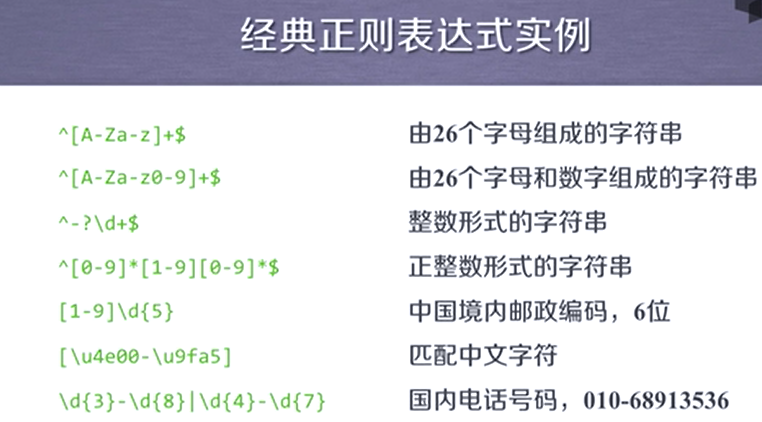 经典正则表达式实例
^[A-Za-z]+$ 由26个字母组成的字符串
^[A-Za-z0-9]+$ 由26个字母和数字组成的字符串
^-?\d+$ 整数形式的字符串
^[0-9]*[1-9][0-9]*$ 正整数形式的字符串
[1-9]\d{5} 中国境内邮政编码，6位
[\u4e00-\u9fa5] 匹配中文字符
\d{3}-\d{8}|\d{4}-\d{7} 国内电话号码，010-68913536